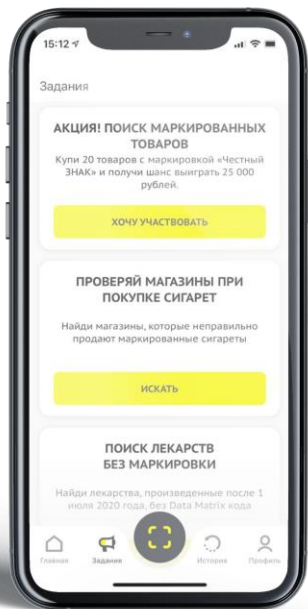 15:12
Задания
АКЦИЯ! ПОИСК МАРКИРОВАННЫХ
ТОВАРОВ
Купи 20 товаров с маркировкой «Честный
ЗНАК» и получи шанс выиграть 25 000
рублей.
ХОЧУ УЧАСТВОВАТЬ
ПРОВЕРЯЙ МАГАЗИНЫ ПРИ
ПОКУПКЕ СИГАРЕТ
Найди магазины, которые неправильно
продают маркированные сигареты
ИСКАТЬ
ПОИСК ЛЕКАРСТВ
БЕЗ МАРКИРОВКИ
Найди лекарства, произведенные после 1
июля 2020 года, без Data Matrix кода
Главная Задания История Профиль